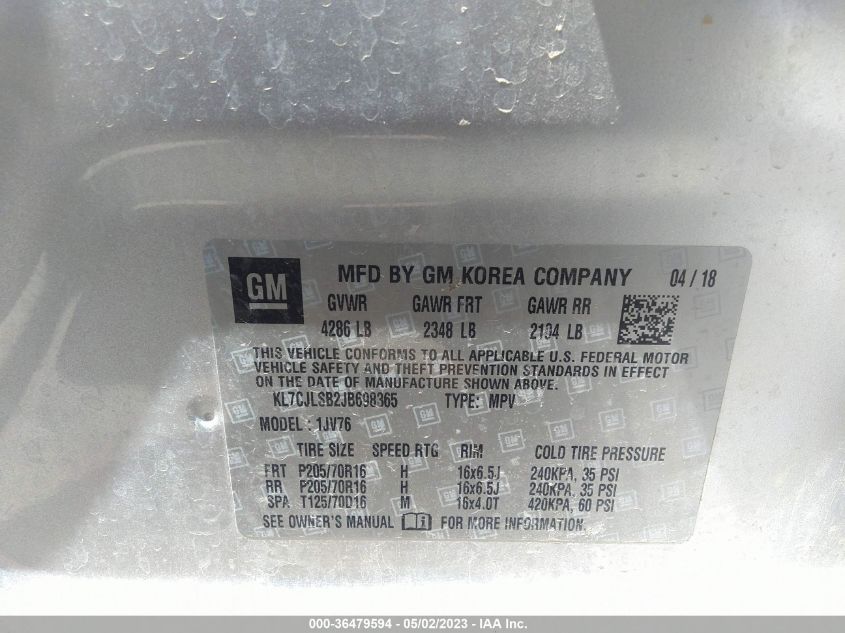 GM
MFD BY GM KOREA COMPANY 04 / 18
GVWR GAWR FRT GAWR RR
4286 LB 2348 LB 2194 LB
THIS VEHICLE CONFORMS TO ALL APPLICABLE U.S. FEDERAL MOTOR
VEHICLE SAFETY AND THEFT PREVENTION STANDARDS IN EFFECT
ON THE DATE OF MANUFACTURE SHOWN ABOVE.
KL7CJLSB2JB698365 TYPE: MPV
MODEL : 1JV76
TIRE SIZE SPEED RTG RIM COLD TIRE PRESSURE
FRT P205/70R16 H 16x6.5J 240KPA, 35 PSI
RR P205/70R16 H 16x6.5J 240KPA, 35 PSI
SPA T125/70D16 M 16x4.0T 420KPA, 60 PSI
SEE OWNER'S MANUAL FOR MORE INFORMATION.
000-36479594 - 05/02/2023 - IAA Inc.